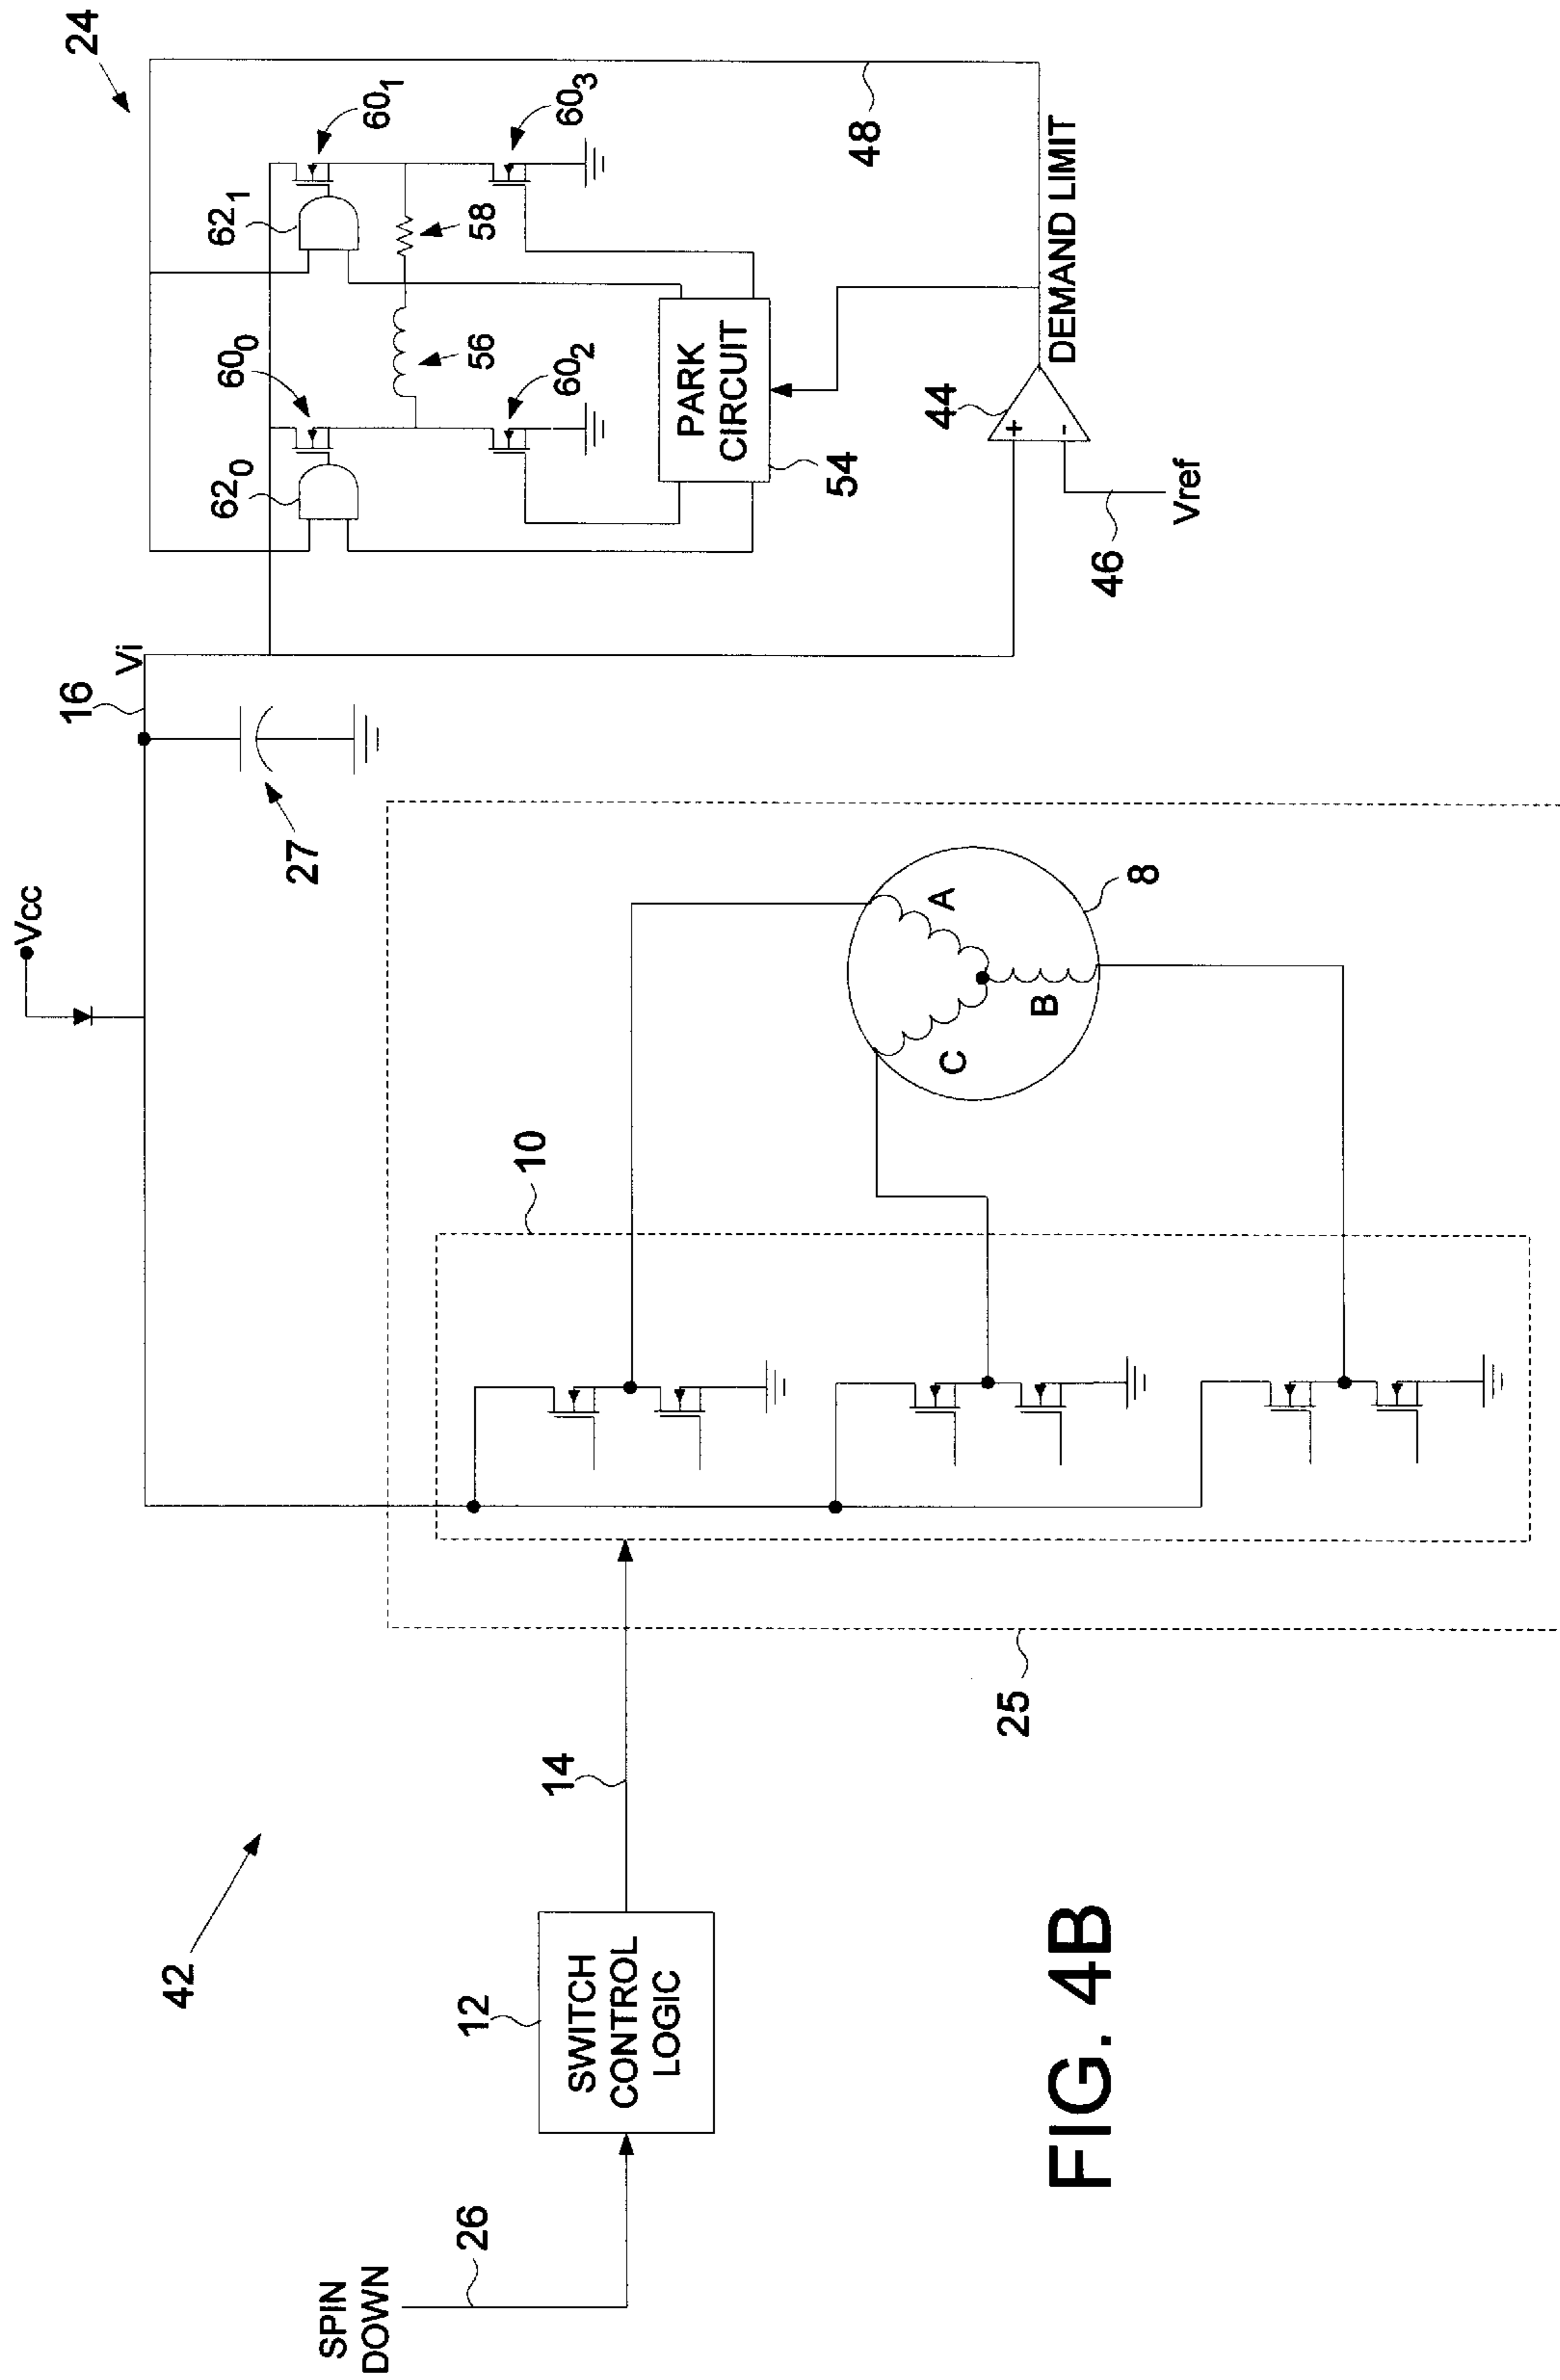 24
Vcc
16
Vi
27
62₀
60₀
62₁
60₁
56
58
60₂
60₃
PARK
CIRCUIT
54
48
44
+
-
DEMAND LIMIT
46
Vref
10
A
B
C
8
25
42
14
12
SWITCH
CONTROL
LOGIC
SPIN
DOWN
26
FIG. 4B